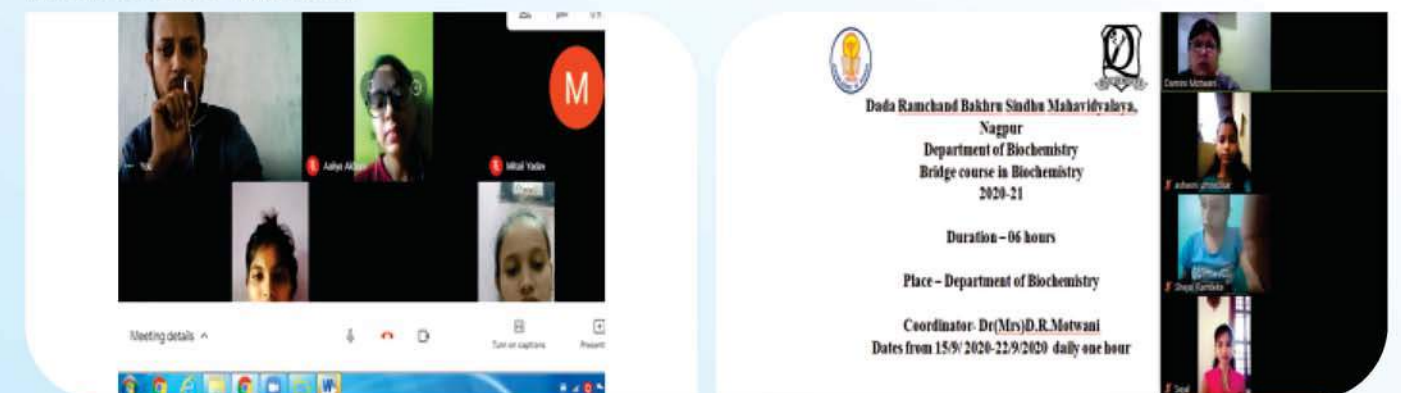 M
You
Aaliya
Mitali Yadav
Meeting details
Turn on captions
Present
W
Dada Ramchand Bakhru Sindhu Mahavidyalaya,
Nagpur
Department of Biochemistry
Bridge course in Biochemistry
2020-21
Duration – 06 hours
Place – Department of Biochemistry
Coordinator- Dr(Mrs)D.R.Motwani
Dates from 15/9/ 2020-22/9/2020 daily one hour
Motwani
Sejal